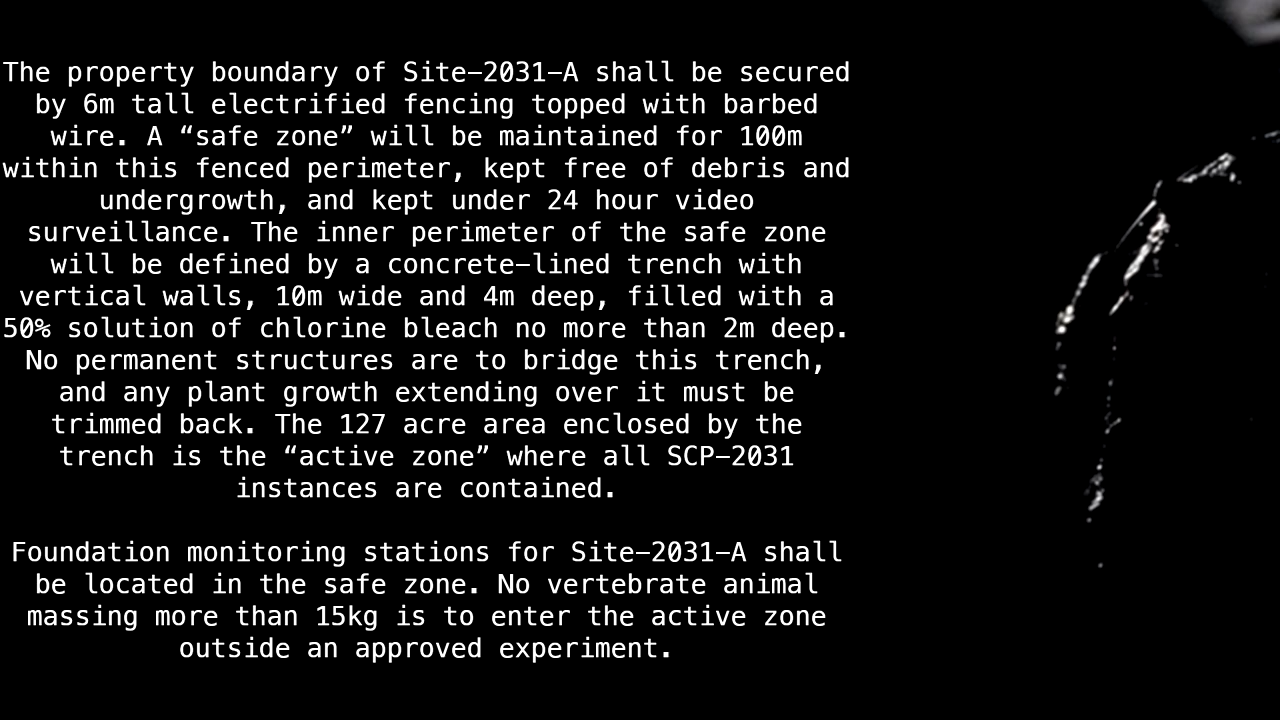 The property boundary of Site−2031−A shall be secured
by 6m tall electrified fencing topped with barbed
wire. A “safe zone” will be maintained for 100m
within this fenced perimeter, kept free of debris and
undergrowth, and kept under 24 hour video
surveillance. The inner perimeter of the safe zone
will be defined by a concrete−lined trench with
vertical walls, 10m wide and 4m deep, filled with a
50% solution of chlorine bleach no more than 2m deep.
No permanent structures are to bridge this trench,
and any plant growth extending over it must be
trimmed back. The 127 acre area enclosed by the
trench is the “active zone” where all SCP−2031
instances are contained.
Foundation monitoring stations for Site−2031−A shall
be located in the safe zone. No vertebrate animal
massing more than 15kg is to enter the active zone
outside an approved experiment.